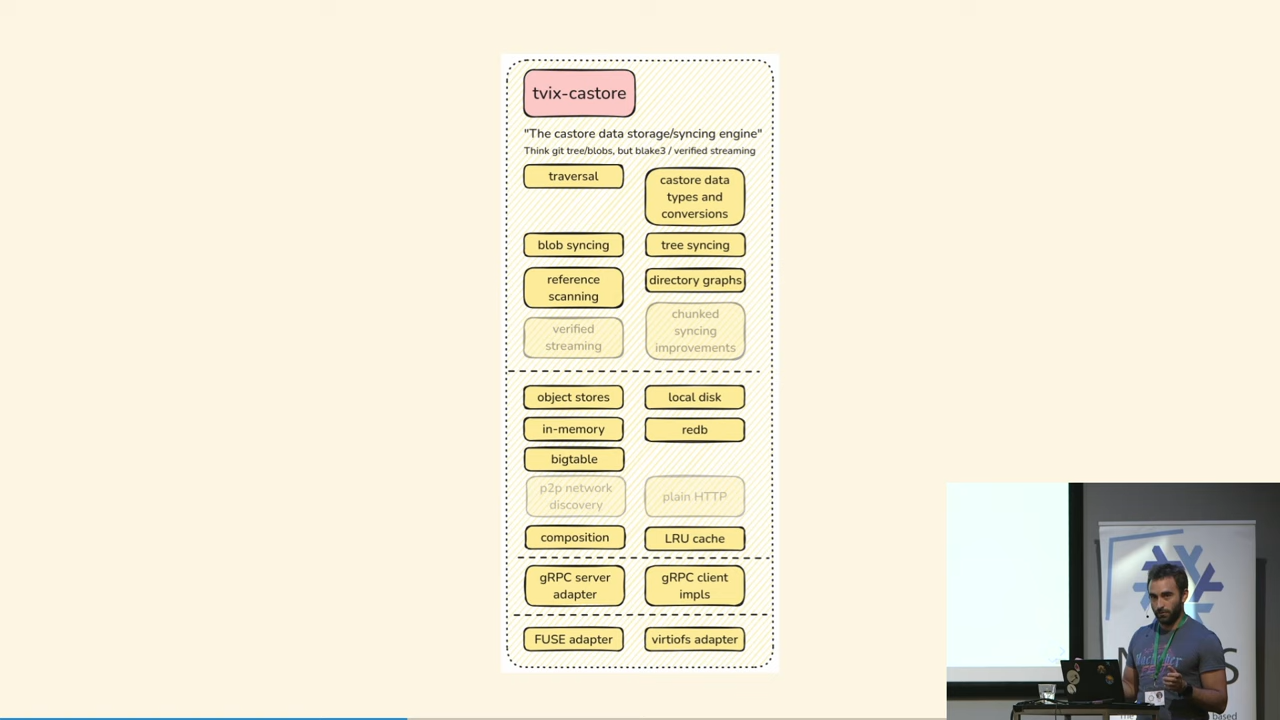 tvix-castore
"The castore data storage/syncing engine"
Think git tree/blobs, but blake3 / verified streaming
traversal
castore data
types and
conversions
blob syncing
tree syncing
reference
scanning
directory graphs
verified
streaming
chunked
syncing
improvements
object stores
local disk
in-memory
redb
bigtable
p2p network
discovery
plain HTTP
composition
LRU cache
gRPC server
adapter
gRPC client
impls
FUSE adapter
virtiofs adapter